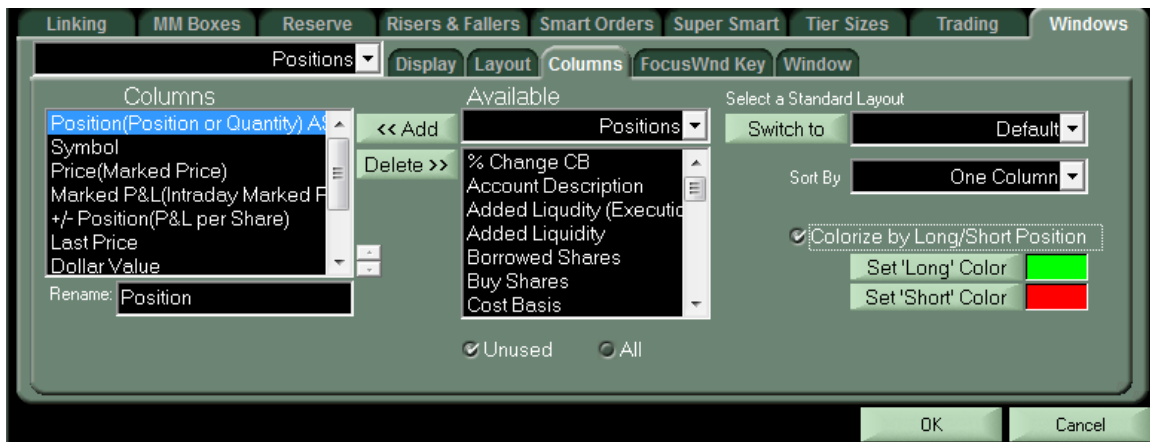 Linking MM Boxes Reserve Risers & Fallers Smart Orders Super Smart Tier Sizes Trading Windows
Positions Display Layout Columns FocusWnd Key Window
Columns
Position(Position or Quantity) AS
Symbol
Price(Marked Price)
Marked P&L(Intraday Marked P
+/- Position(P&L per Share)
Last Price
Dollar Value
Rename: Position
<< Add
Delete >>
Available
Positions
% Change CB
Account Description
Added Liqudity (Executic
Added Liquidity
Borrowed Shares
Buy Shares
Cost Basis
Unused All
Select a Standard Layout
Switch to Default
Sort By One Column
Colorize by Long/Short Position
Set 'Long' Color
Set 'Short' Color
OK Cancel